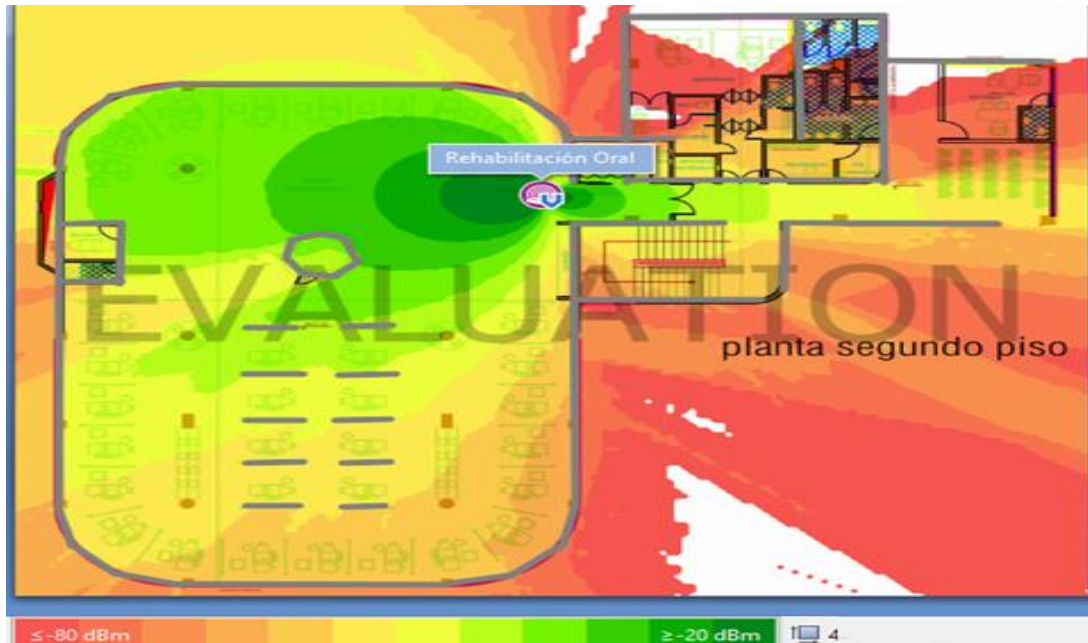 Rehabilitación Oral
EVALUATION
planta segundo piso
≤-80 dBm
≥-20 dBm
4